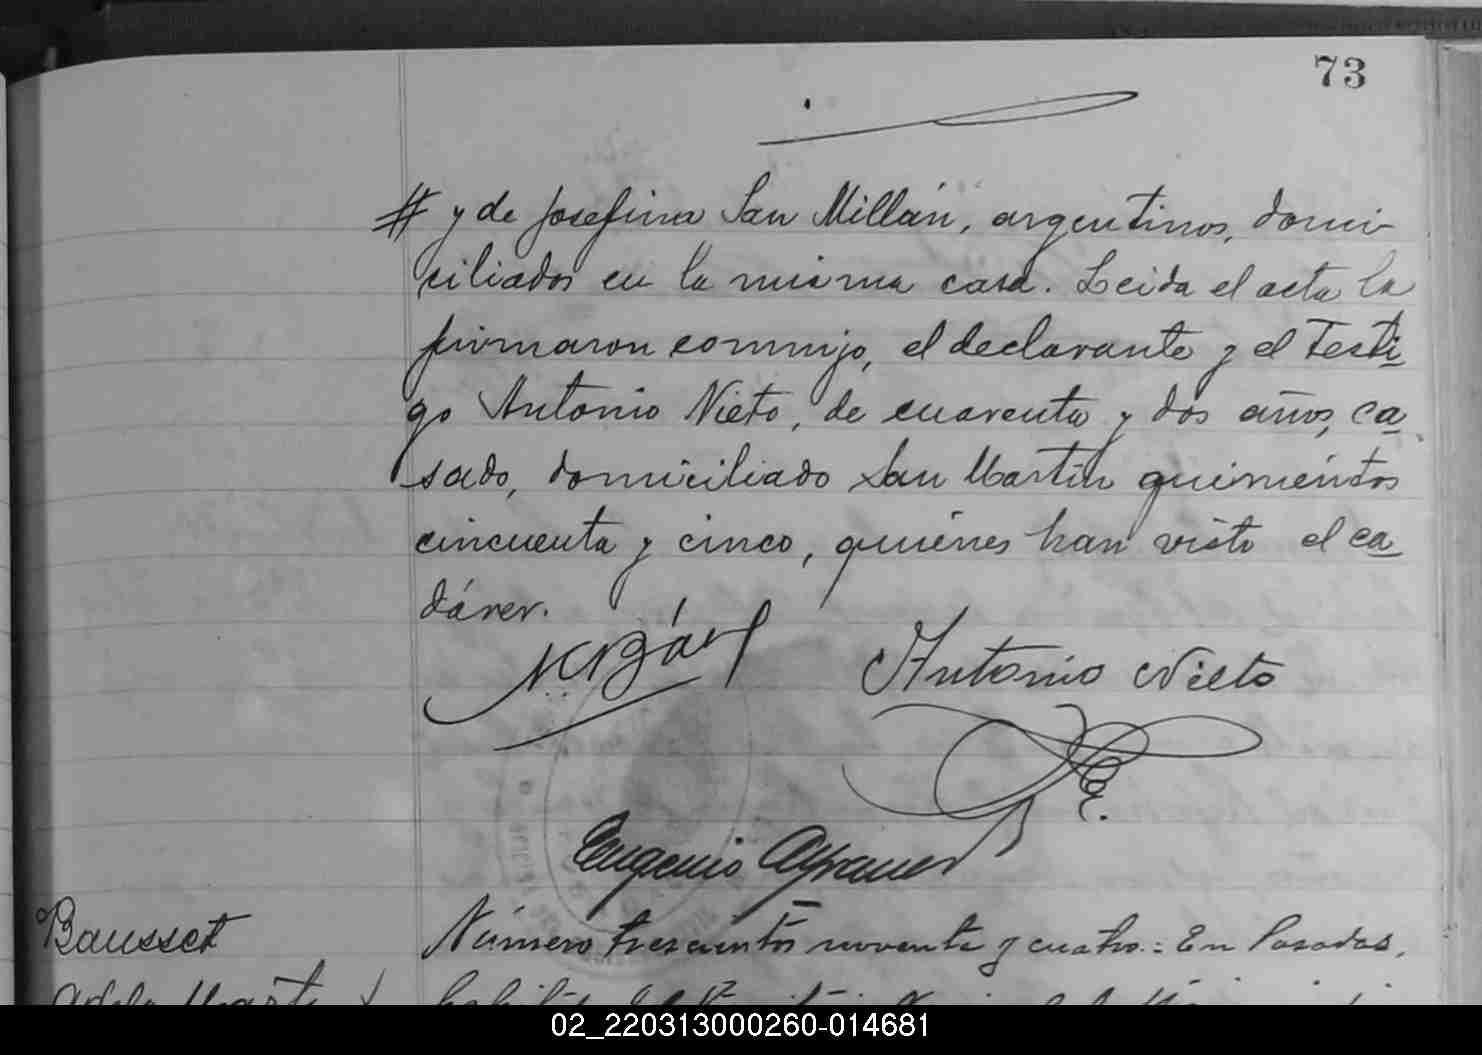 73
# y de Josefina San Millán, argentinos, domi-
ciliados en la misma casa. Leida el acta la
firmaron conmigo, el declarante y el testi
go Antonio Nieto, de cuarenta y dos años, ca
sado, domiciliado San Martin quinientos
cincuenta y cinco, quiénes han visto el ca
dáver.
Antonio Nieto
Eugenio
Bausset
Número trescientos noventa y cuatro.: En Posadas,
02_220313000260-014681